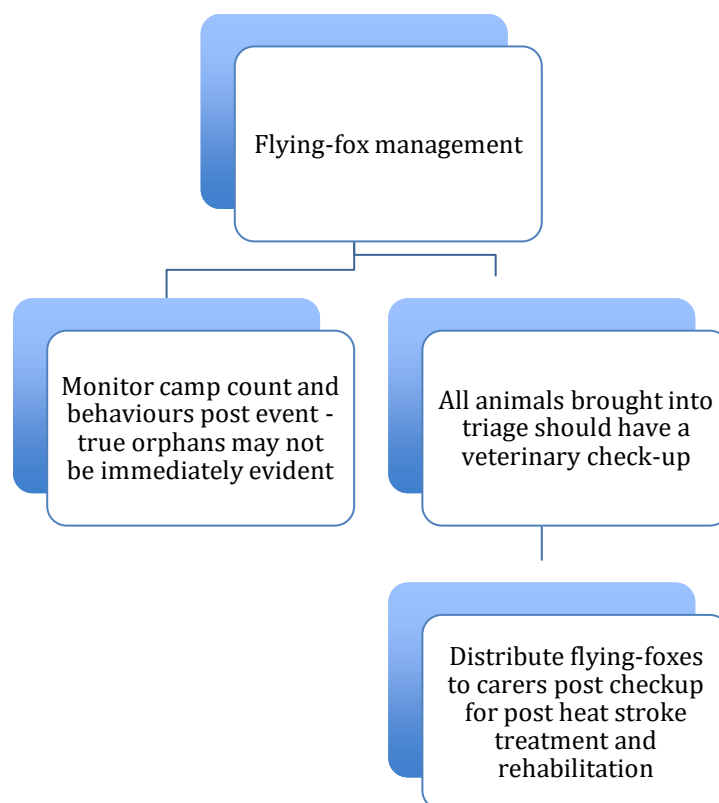 Flying-fox management
Monitor camp count and
behaviours post event -
true orphans may not
be immediately evident
All animals brought into
triage should have a
veterinary check-up
Distribute flying-foxes
to carers post checkup
for post heat stroke
treatment and
rehabilitation